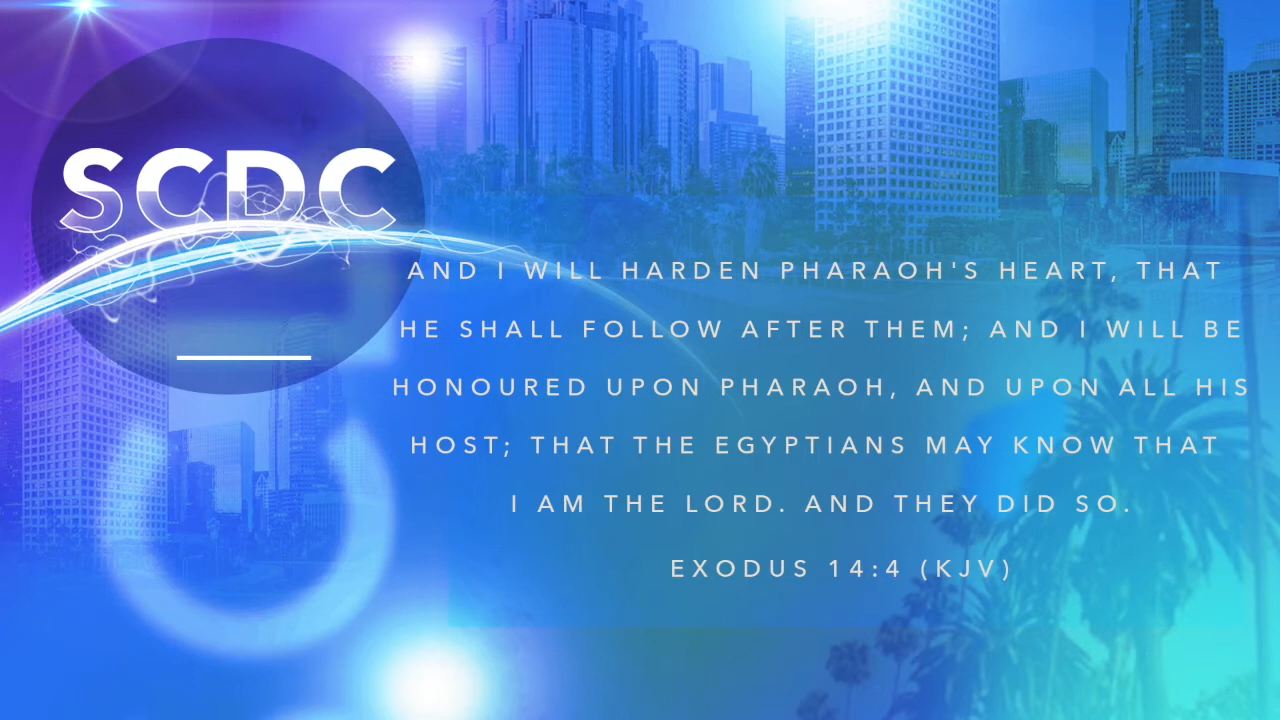 SCDC
AND I WILL HARDEN PHARAOH'S HEART, THAT
HE SHALL FOLLOW AFTER THEM; AND I WILL BE
HONOURED UPON PHARAOH, AND UPON ALL HIS
HOST; THAT THE EGYPTIANS MAY KNOW THAT
I AM THE LORD. AND THEY DID SO.
EXODUS 14:4 (KJV)